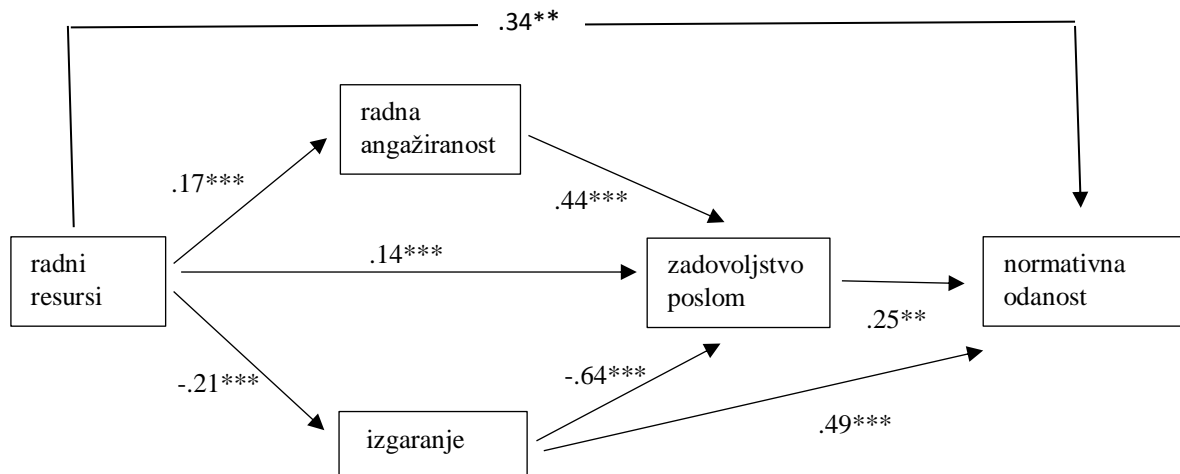 .34**
radna
angažiranost
.17***
.44***
radni
resursi
.14***
zadovoljstvo
poslom
normativna
odanost
.25**
-.21***
-.64***
.49***
izgaranje